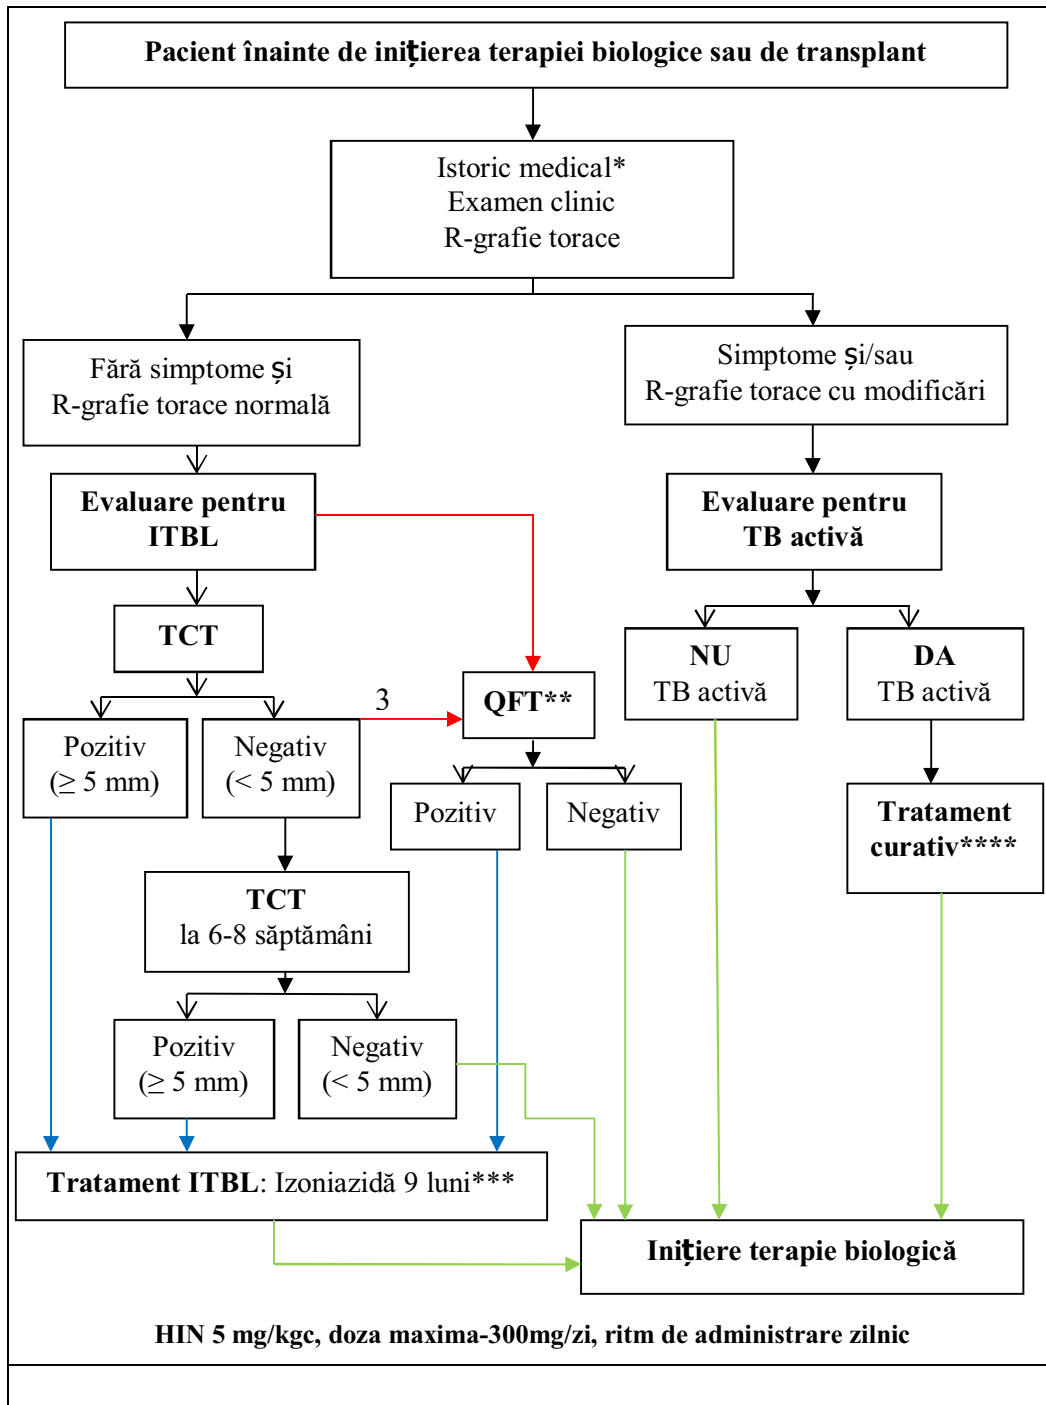 Pacient înainte de inițierea terapiei biologice sau de transplant
Istoric medical*
Examen clinic
R-grafie torace
Fără simptome și
R-grafie torace normală
Simptome și/sau
R-grafie torace cu modificări
Evaluare pentru
ITBL
Evaluare pentru
TB activă
TCT
NU
TB activă
DA
TB activă
3
QFT**
Pozitiv
(≥ 5 mm)
Negativ
(< 5 mm)
Pozitiv
Negativ
Tratament
curativ****
TCT
la 6-8 săptămâni
Pozitiv
(≥ 5 mm)
Negativ
(< 5 mm)
Tratament ITBL: Izoniazidă 9 luni***
Inițiere terapie biologică
HIN 5 mg/kgc, doza maxima-300mg/zi, ritm de administrare zilnic